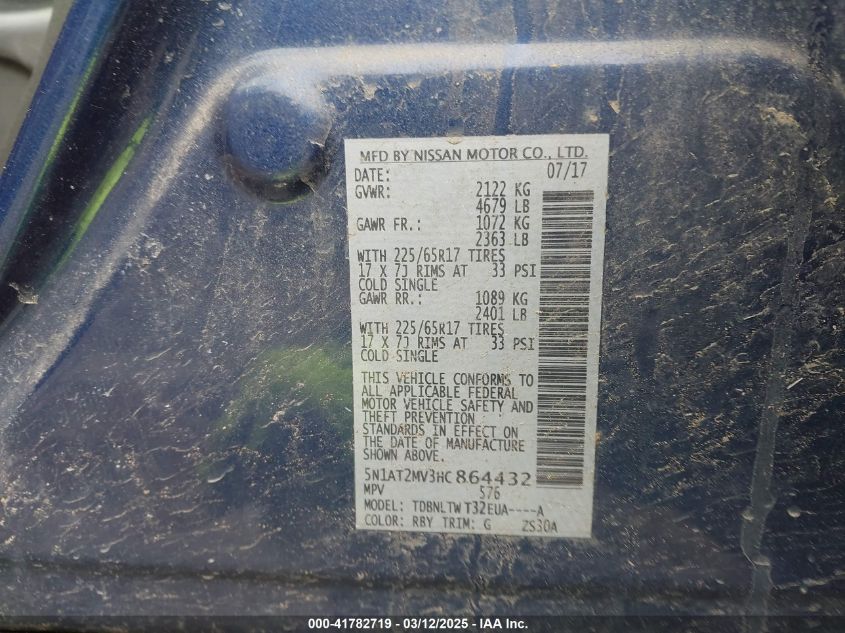 MFD BY NISSAN MOTOR CO., LTD.
DATE: 07/17
GVWR: 2122 KG
4679 LB
GAWR FR.: 1072 KG
2363 LB
WITH 225/65R17 TIRES
17 X 7J RIMS AT 33 PSI
COLD SINGLE
GAWR RR.: 1089 KG
2401 LB
WITH 225/65R17 TIRES
17 X 7J RIMS AT 33 PSI
COLD SINGLE
THIS VEHICLE CONFORMS TO
ALL APPLICABLE FEDERAL
MOTOR VEHICLE SAFETY AND
THEFT PREVENTION
STANDARDS IN EFFECT ON
THE DATE OF MANUFACTURE
SHOWN ABOVE.
5N1AT2MV3HC864432
MPV S76
MODEL: TDBNLTWT32EUA----A
COLOR: RBY TRIM: G 2S30A
000-41782719 - 03/12/2025 - IAA Inc.